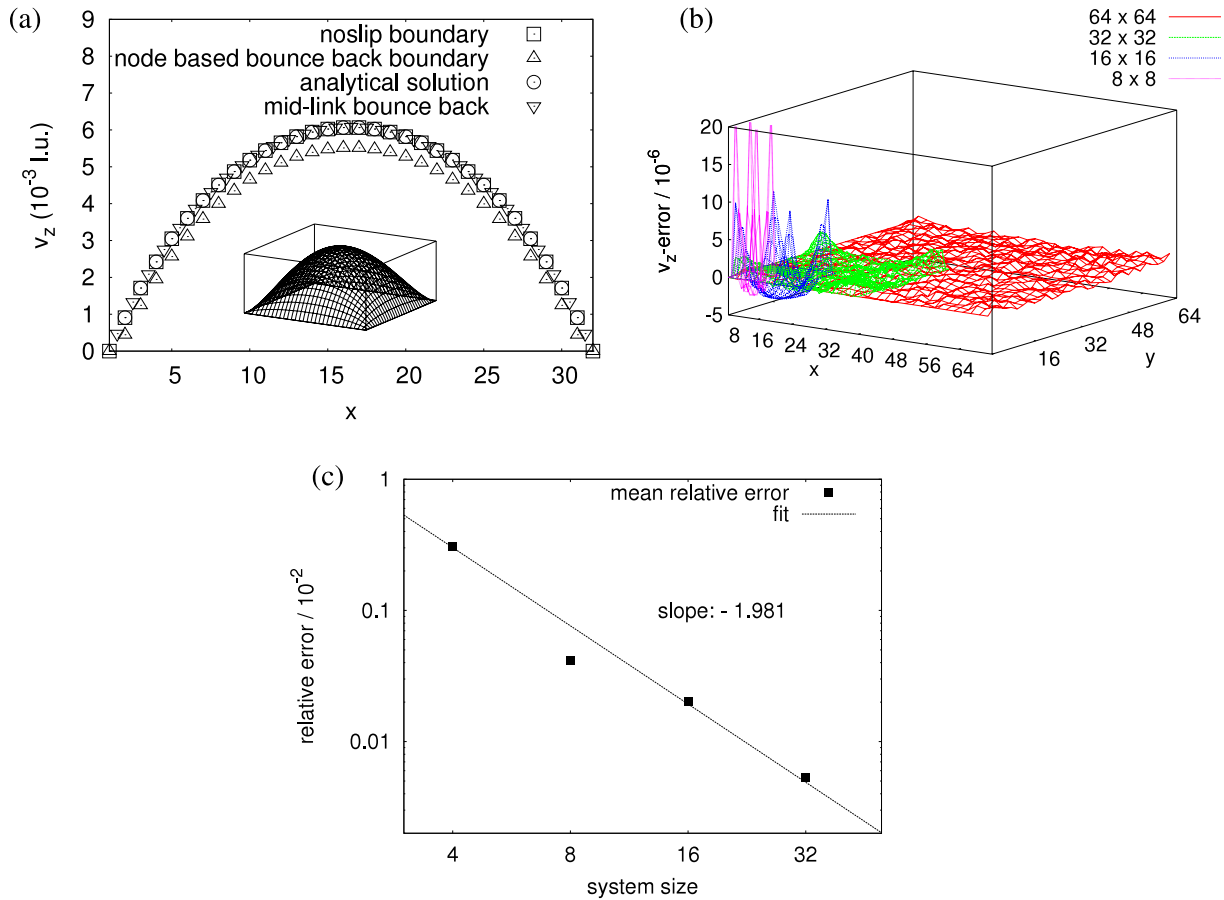 (a)
9
8
7
6
5
4
3
2
1
0
v_z (10^-3 l.u.)
noslip boundary
node based bounce back boundary
analytical solution
mid-link bounce back
5 10 15 20 25 30
x
(b)
64 x 64
32 x 32
16 x 16
8 x 8
20
15
10
5
0
-5
v_z-error / 10^-6
8 16 24 32 40 48 56 64
x
16 32 48 64
y
(c)
1
0.1
0.01
relative error / 10^-2
mean relative error
fit
slope: - 1.981
4 8 16 32
system size